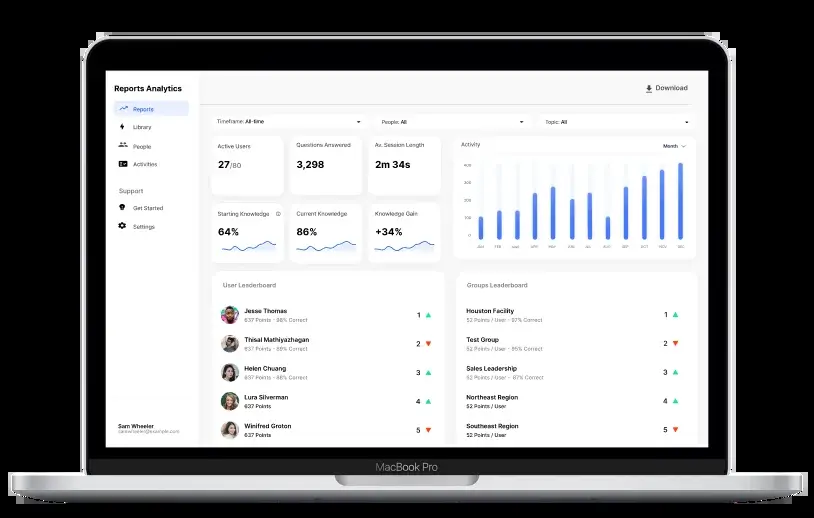 Reports Analytics
Download
Reports
Library
People
Activities
Support
Get Started
Settings
Timeframe: All-time
People: All
Topic: All
Active Users
27/80
Questions Answered
3,298
Av. Session Length
2m 34s
Starting Knowledge
64%
Current Knowledge
86%
Knowledge Gain
+34%
Activity
Month
400
300
200
100
0
JAN
FEB
MAR
APR
MAY
JUN
JUL
AUG
SEP
OCT
NOV
DEC
User Leaderboard
Jesse Thomas
637 Points - 98% Correct
1
Thisal Mathiyazhagan
637 Points - 89% Correct
2
Helen Chuang
637 Points - 88% Correct
3
Lura Silverman
637 Points
4
Winifred Groton
637 Points
5
Groups Leaderboard
Houston Facility
52 Points / User - 97% Correct
1
Test Group
52 Points / User - 95% Correct
2
Sales Leadership
52 Points / User - 87% Correct
3
Northeast Region
52 Points / User
4
Southeast Region
52 Points / User
5
Sam Wheeler
samwheeler@example.com
MacBook Pro